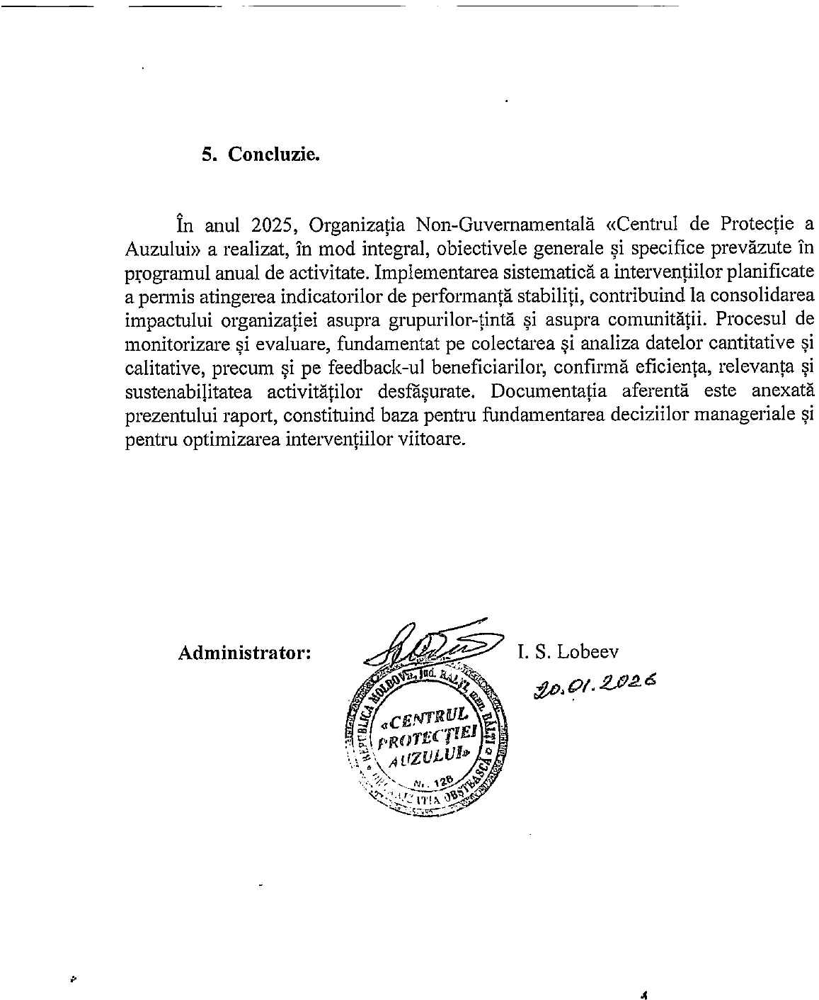 5. Concluzie.
În anul 2025, Organizația Non-Guvernamentală «Centrul de Protecție a
Auzului» a realizat, în mod integral, obiectivele generale și specifice prevăzute în
programul anual de activitate. Implementarea sistematică a intervențiilor planificate
a permis atingerea indicatorilor de performanță stabiliți, contribuind la consolidarea
impactului organizației asupra grupurilor-țintă și asupra comunității. Procesul de
monitorizare și evaluare, fundamentat pe colectarea și analiza datelor cantitative și
calitative, precum și pe feedback-ul beneficiarilor, confirmă eficiența, relevanța și
sustenabilitatea activităților desfășurate. Documentația aferentă este anexată
prezentului raport, constituind baza pentru fundamentarea deciziilor manageriale și
pentru optimizarea intervențiilor viitoare.
Administrator:
I. S. Lobeev
20.01.2026
REPUBLICA MOLDOVA, jud. BĂLȚI, mun. BĂLȚI
«CENTRUL
PROTECȚIEI
AUZULUI»
Nr. 126
OBȘTEASCĂ